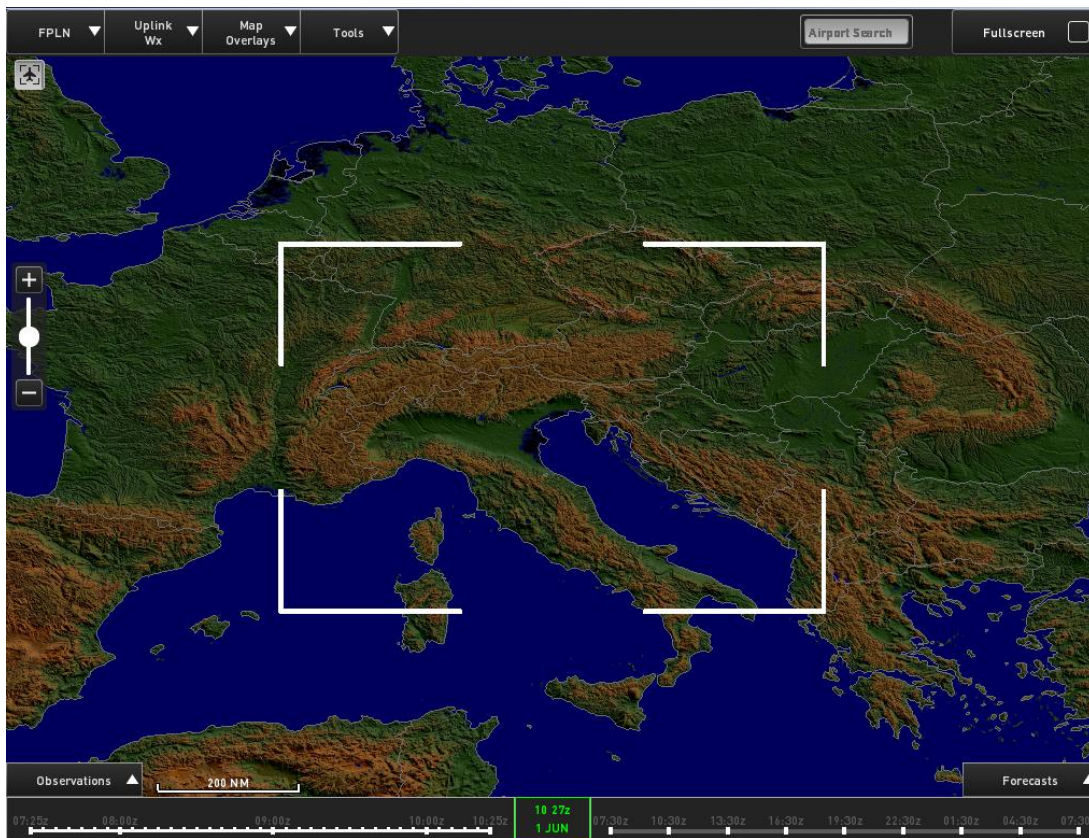 FPLN
Uplink
Wx
Map
Overlays
Tools
Airport Search
Fullscreen
+
−
Observations
200 NM
Forecasts
07:25z 08:00z 09:00z 10:00z 10:25z
10 27z
1 JUN
07:30z 10:30z 13:30z 16:30z 19:30z 22:30z 01:30z 04:30z